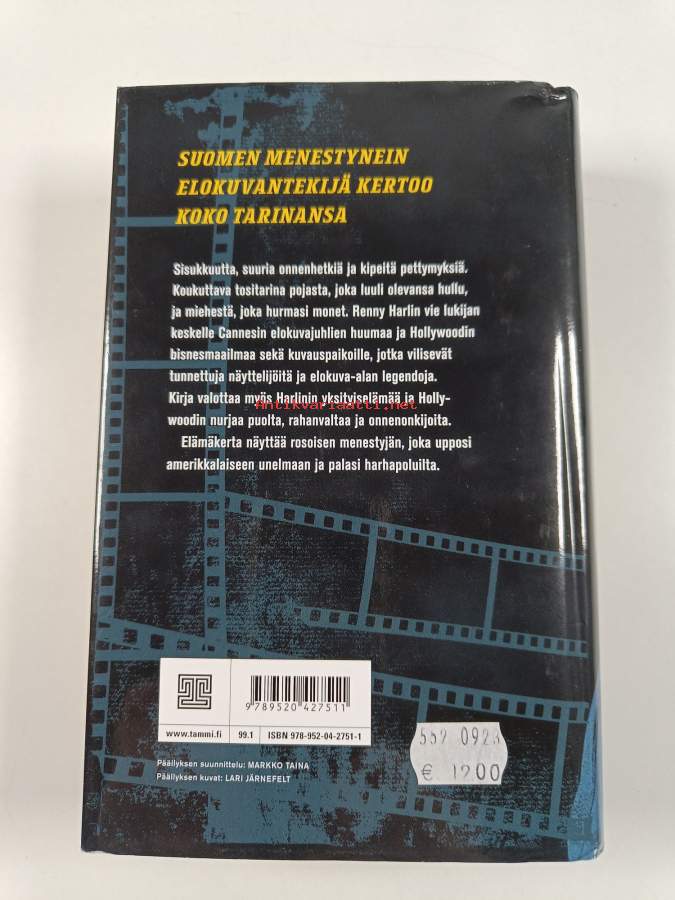 SUOMEN MENESTYNEIN
ELOKUVANTEKIJÄ KERTOO
KOKO TARINANSA
Sisukkuutta, suuria onnenhetkiä ja kipeitä pettymyksiä.
Koukuttava tositarina pojasta, joka luuli olevansa hullu,
ja miehestä, joka hurmasi monet. Renny Harlin vie lukijan
keskelle Cannesin elokuvajuhlien huumaa ja Hollywoodin
bisnesmaailmaa sekä kuvauspaikoille, jotka vilisevät
tunnettuja näyttelijöitä ja elokuva-alan legendoja.
Kirja valottaa myös Harlinin yksityiselämää ja Holly-
Antikvariaatti.net
woodin nurjaa puolta, rahanvaltaa ja onnenonkijoita.
Elämäkerta näyttää rosoisen menestyjän, joka upposi
amerikkalaiseen unelmaan ja palasi harhapoluilta.
9 789520 427511
www.tammi.fi 99.1 ISBN 978-952-04-2751-1
Päällyksen suunnittelu: MARKKO TAINA
Päällyksen kuvat: LARI JÄRNEFELT
552 0923
€ 12.00